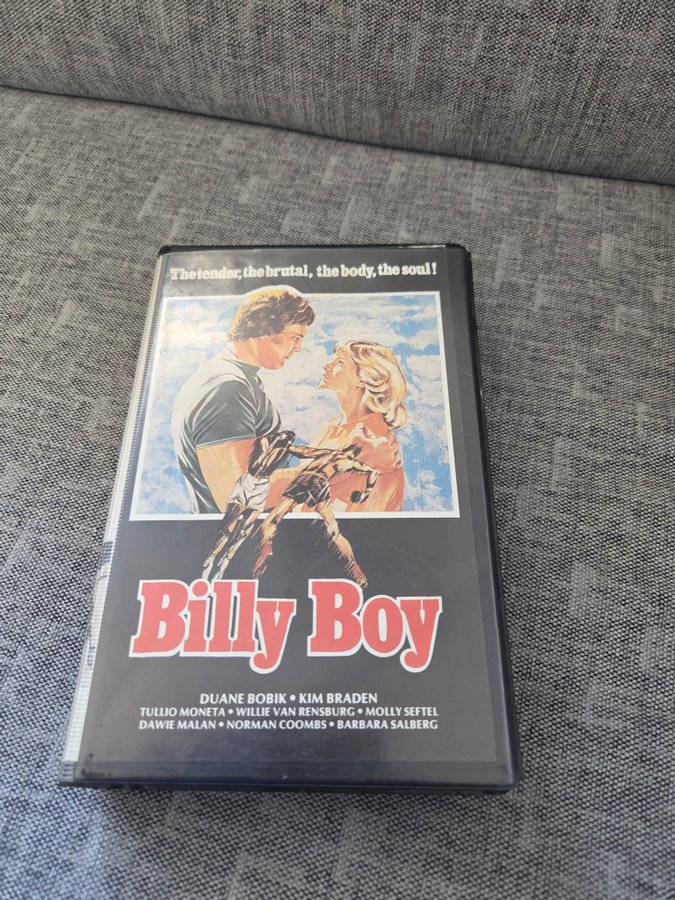 The tender, the brutal, the body, the soul!
Billy Boy
DUANE BOBIK • KIM BRADEN
TULLIO MONETA • WILLIE VAN RENSBURG • MOLLY SEFTEL
DAWIE MALAN • NORMAN COOMBS • BARBARA SALBERG